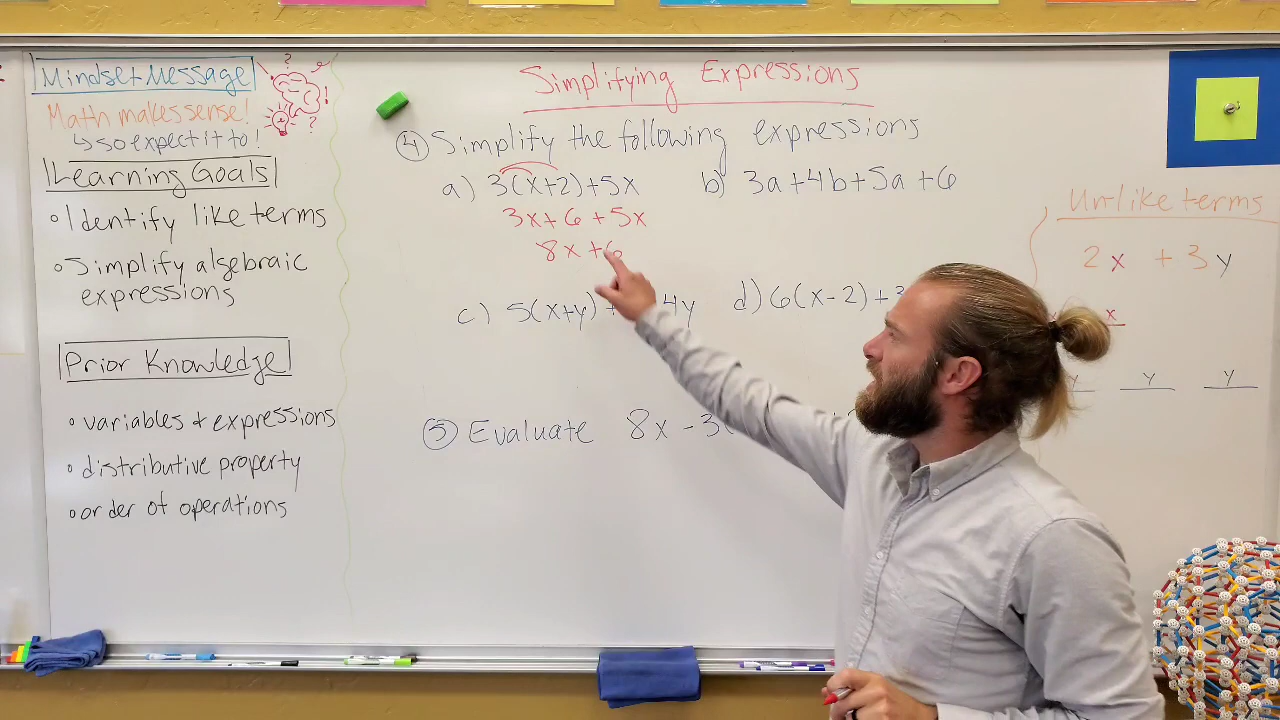 Mindset Message
Math makes sense!
↳ so expect it to!
Learning Goals
• Identify like terms
• Simplify algebraic
expressions
Prior Knowledge
• variables & expressions
• distributive property
• order of operations
Simplifying Expressions
④ Simplify the following expressions
a) 3(x+2)+5x
3x+6+5x
8x+6
b) 3a+4b+5a+6
c) 5(x+y)+ 4y
d) 6(x-2)+3
⑤ Evaluate 8x-3
Unlike terms
2x + 3y
x
y y y